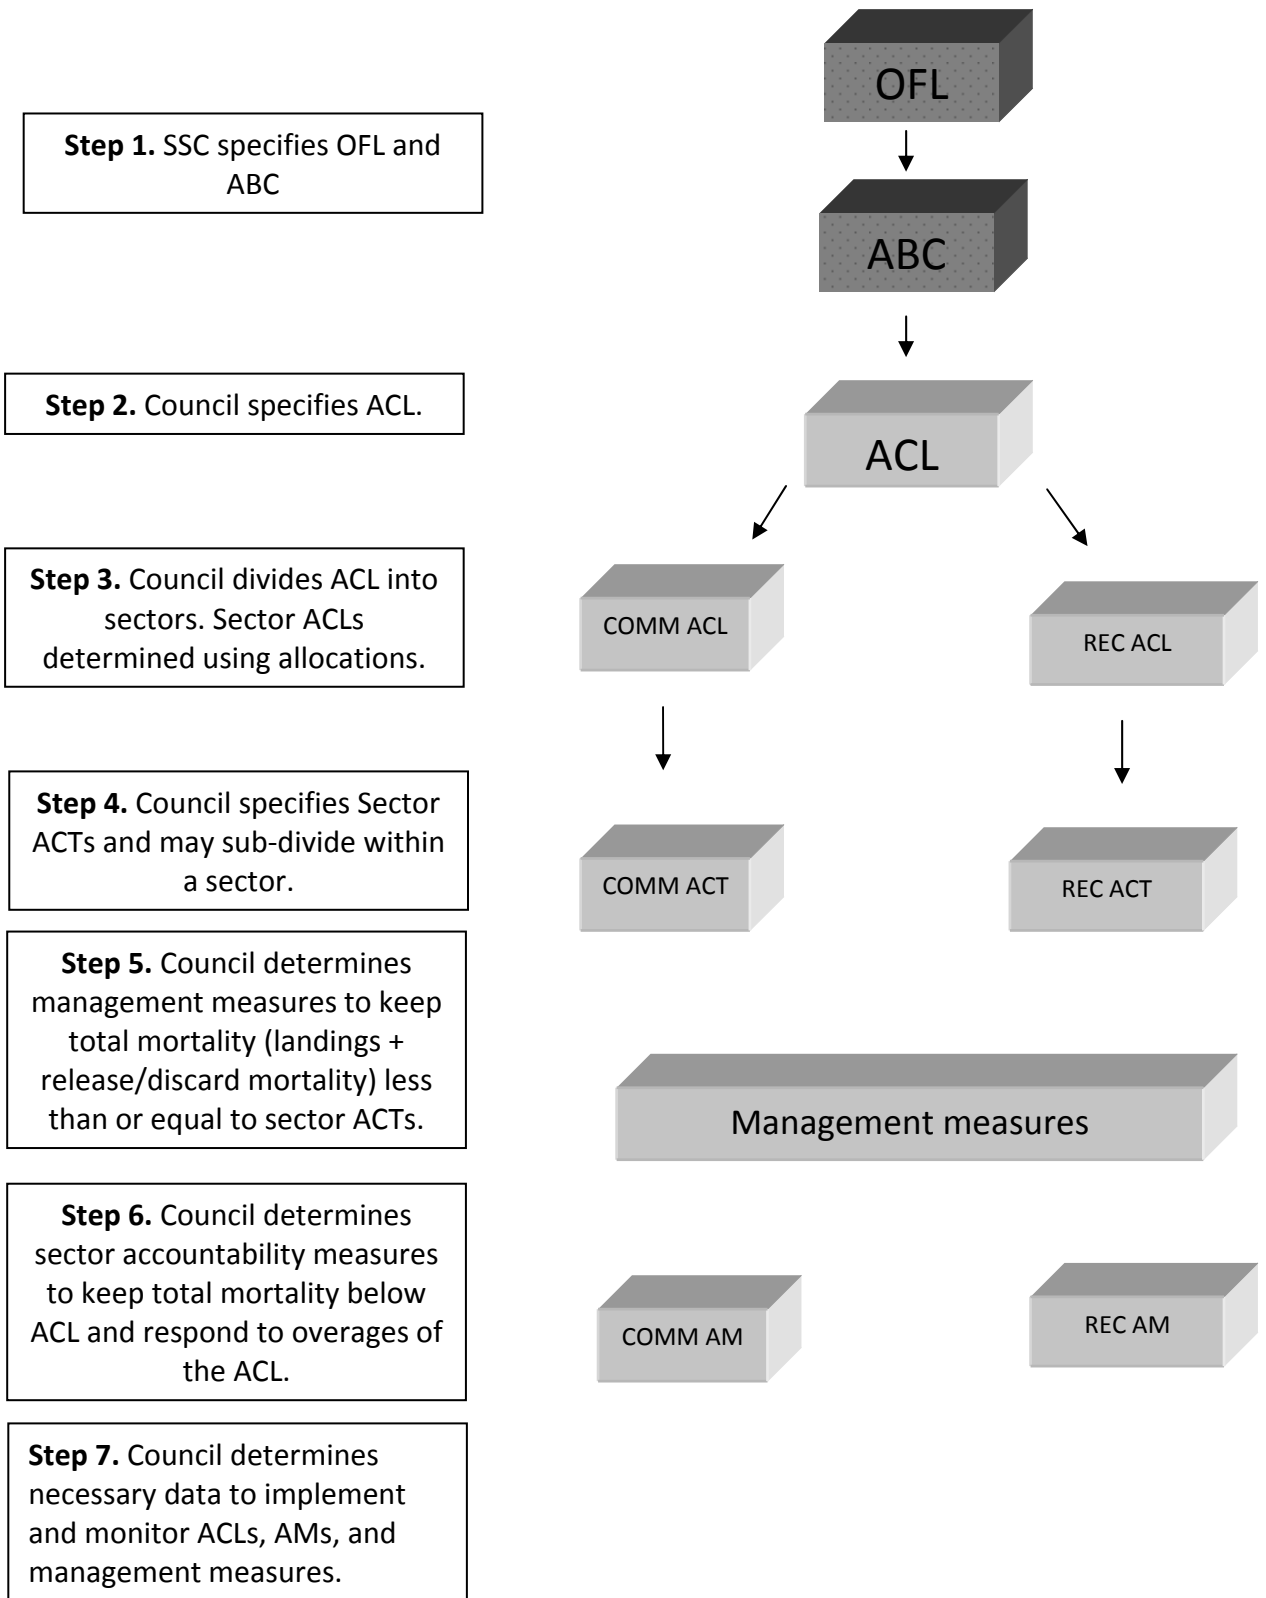 OFL
Step 1. SSC specifies OFL and
ABC
ABC
Step 2. Council specifies ACL.
ACL
Step 3. Council divides ACL into
sectors. Sector ACLs
determined using allocations.
COMM ACL
REC ACL
Step 4. Council specifies Sector
ACTs and may sub-divide within
a sector.
COMM ACT
REC ACT
Step 5. Council determines
management measures to keep
total mortality (landings +
release/discard mortality) less
than or equal to sector ACTs.
Management measures
Step 6. Council determines
sector accountability measures
to keep total mortality below
ACL and respond to overages of
the ACL.
COMM AM
REC AM
Step 7. Council determines
necessary data to implement
and monitor ACLs, AMs, and
management measures.